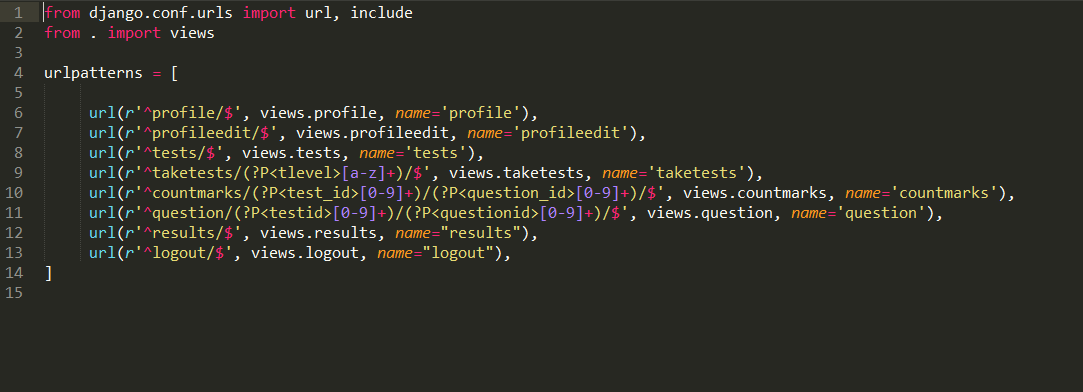 1 from django.conf.urls import url, include
2 from . import views
3
4 urlpatterns = [
5
6 url(r'^profile/$', views.profile, name='profile'),
7 url(r'^profileedit/$', views.profileedit, name='profileedit'),
8 url(r'^tests/$', views.tests, name='tests'),
9 url(r'^taketests/(?P<tlevel>[a-z]+)/$', views.taketests, name='taketests'),
10 url(r'^countmarks/(?P<test_id>[0-9]+)/(?P<question_id>[0-9]+)/$', views.countmarks, name='countmarks'),
11 url(r'^question/(?P<testid>[0-9]+)/(?P<questionid>[0-9]+)/$', views.question, name='question'),
12 url(r'^results/$', views.results, name="results"),
13 url(r'^logout/$', views.logout, name="logout"),
14 ]
15